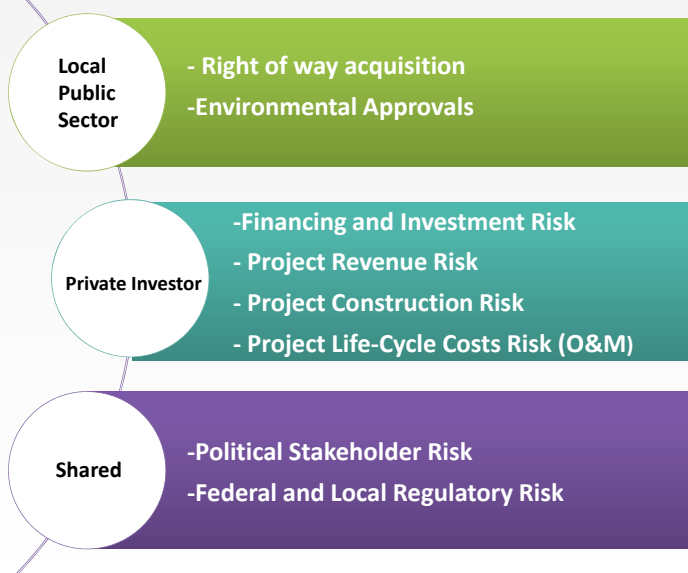 Local
Public
Sector
- Right of way acquisition
-Environmental Approvals
Private Investor
-Financing and Investment Risk
- Project Revenue Risk
- Project Construction Risk
- Project Life-Cycle Costs Risk (O&M)
Shared
-Political Stakeholder Risk
-Federal and Local Regulatory Risk